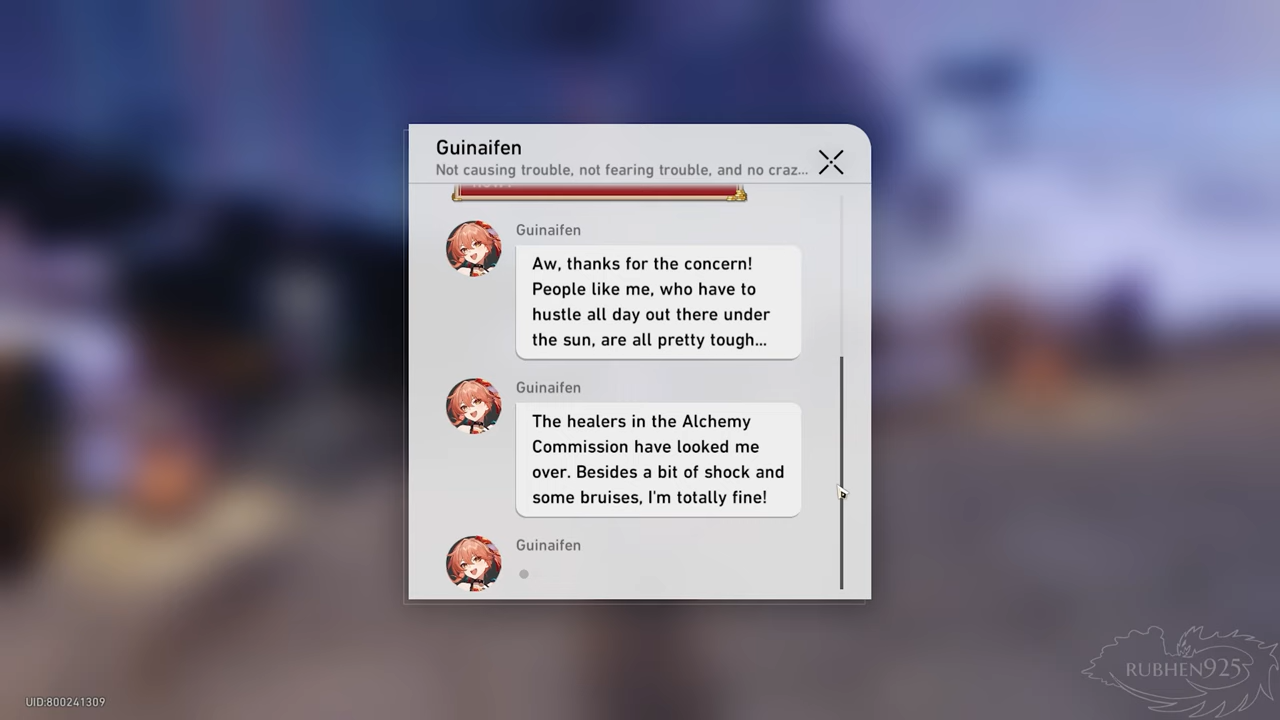 Guinaifen
Not causing trouble, not fearing trouble, and no craz...
Guinaifen
Aw, thanks for the concern!
People like me, who have to
hustle all day out there under
the sun, are all pretty tough...
Guinaifen
The healers in the Alchemy
Commission have looked me
over. Besides a bit of shock and
some bruises, I'm totally fine!
Guinaifen
RUBHEN925
UID:800241309